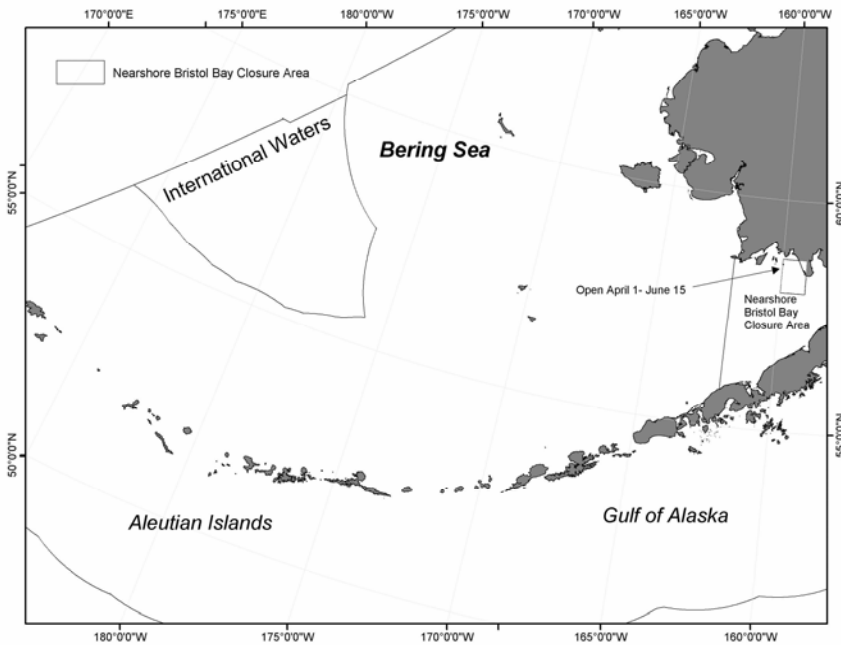 170°0'0"E
175°0'0"E
180°0'0"
175°0'0"W
170°0'0"W
165°0'0"W
160°0'0"W
Nearshore Bristol Bay Closure Area
International Waters
Bering Sea
55°0'0"N
60°0'0"N
Open April 1- June 15
Nearshore
Bristol Bay
Closure Area
50°0'0"N
55°0'0"N
Aleutian Islands
Gulf of Alaska
180°0'0"W
175°0'0"W
170°0'0"W
165°0'0"W
160°0'0"W